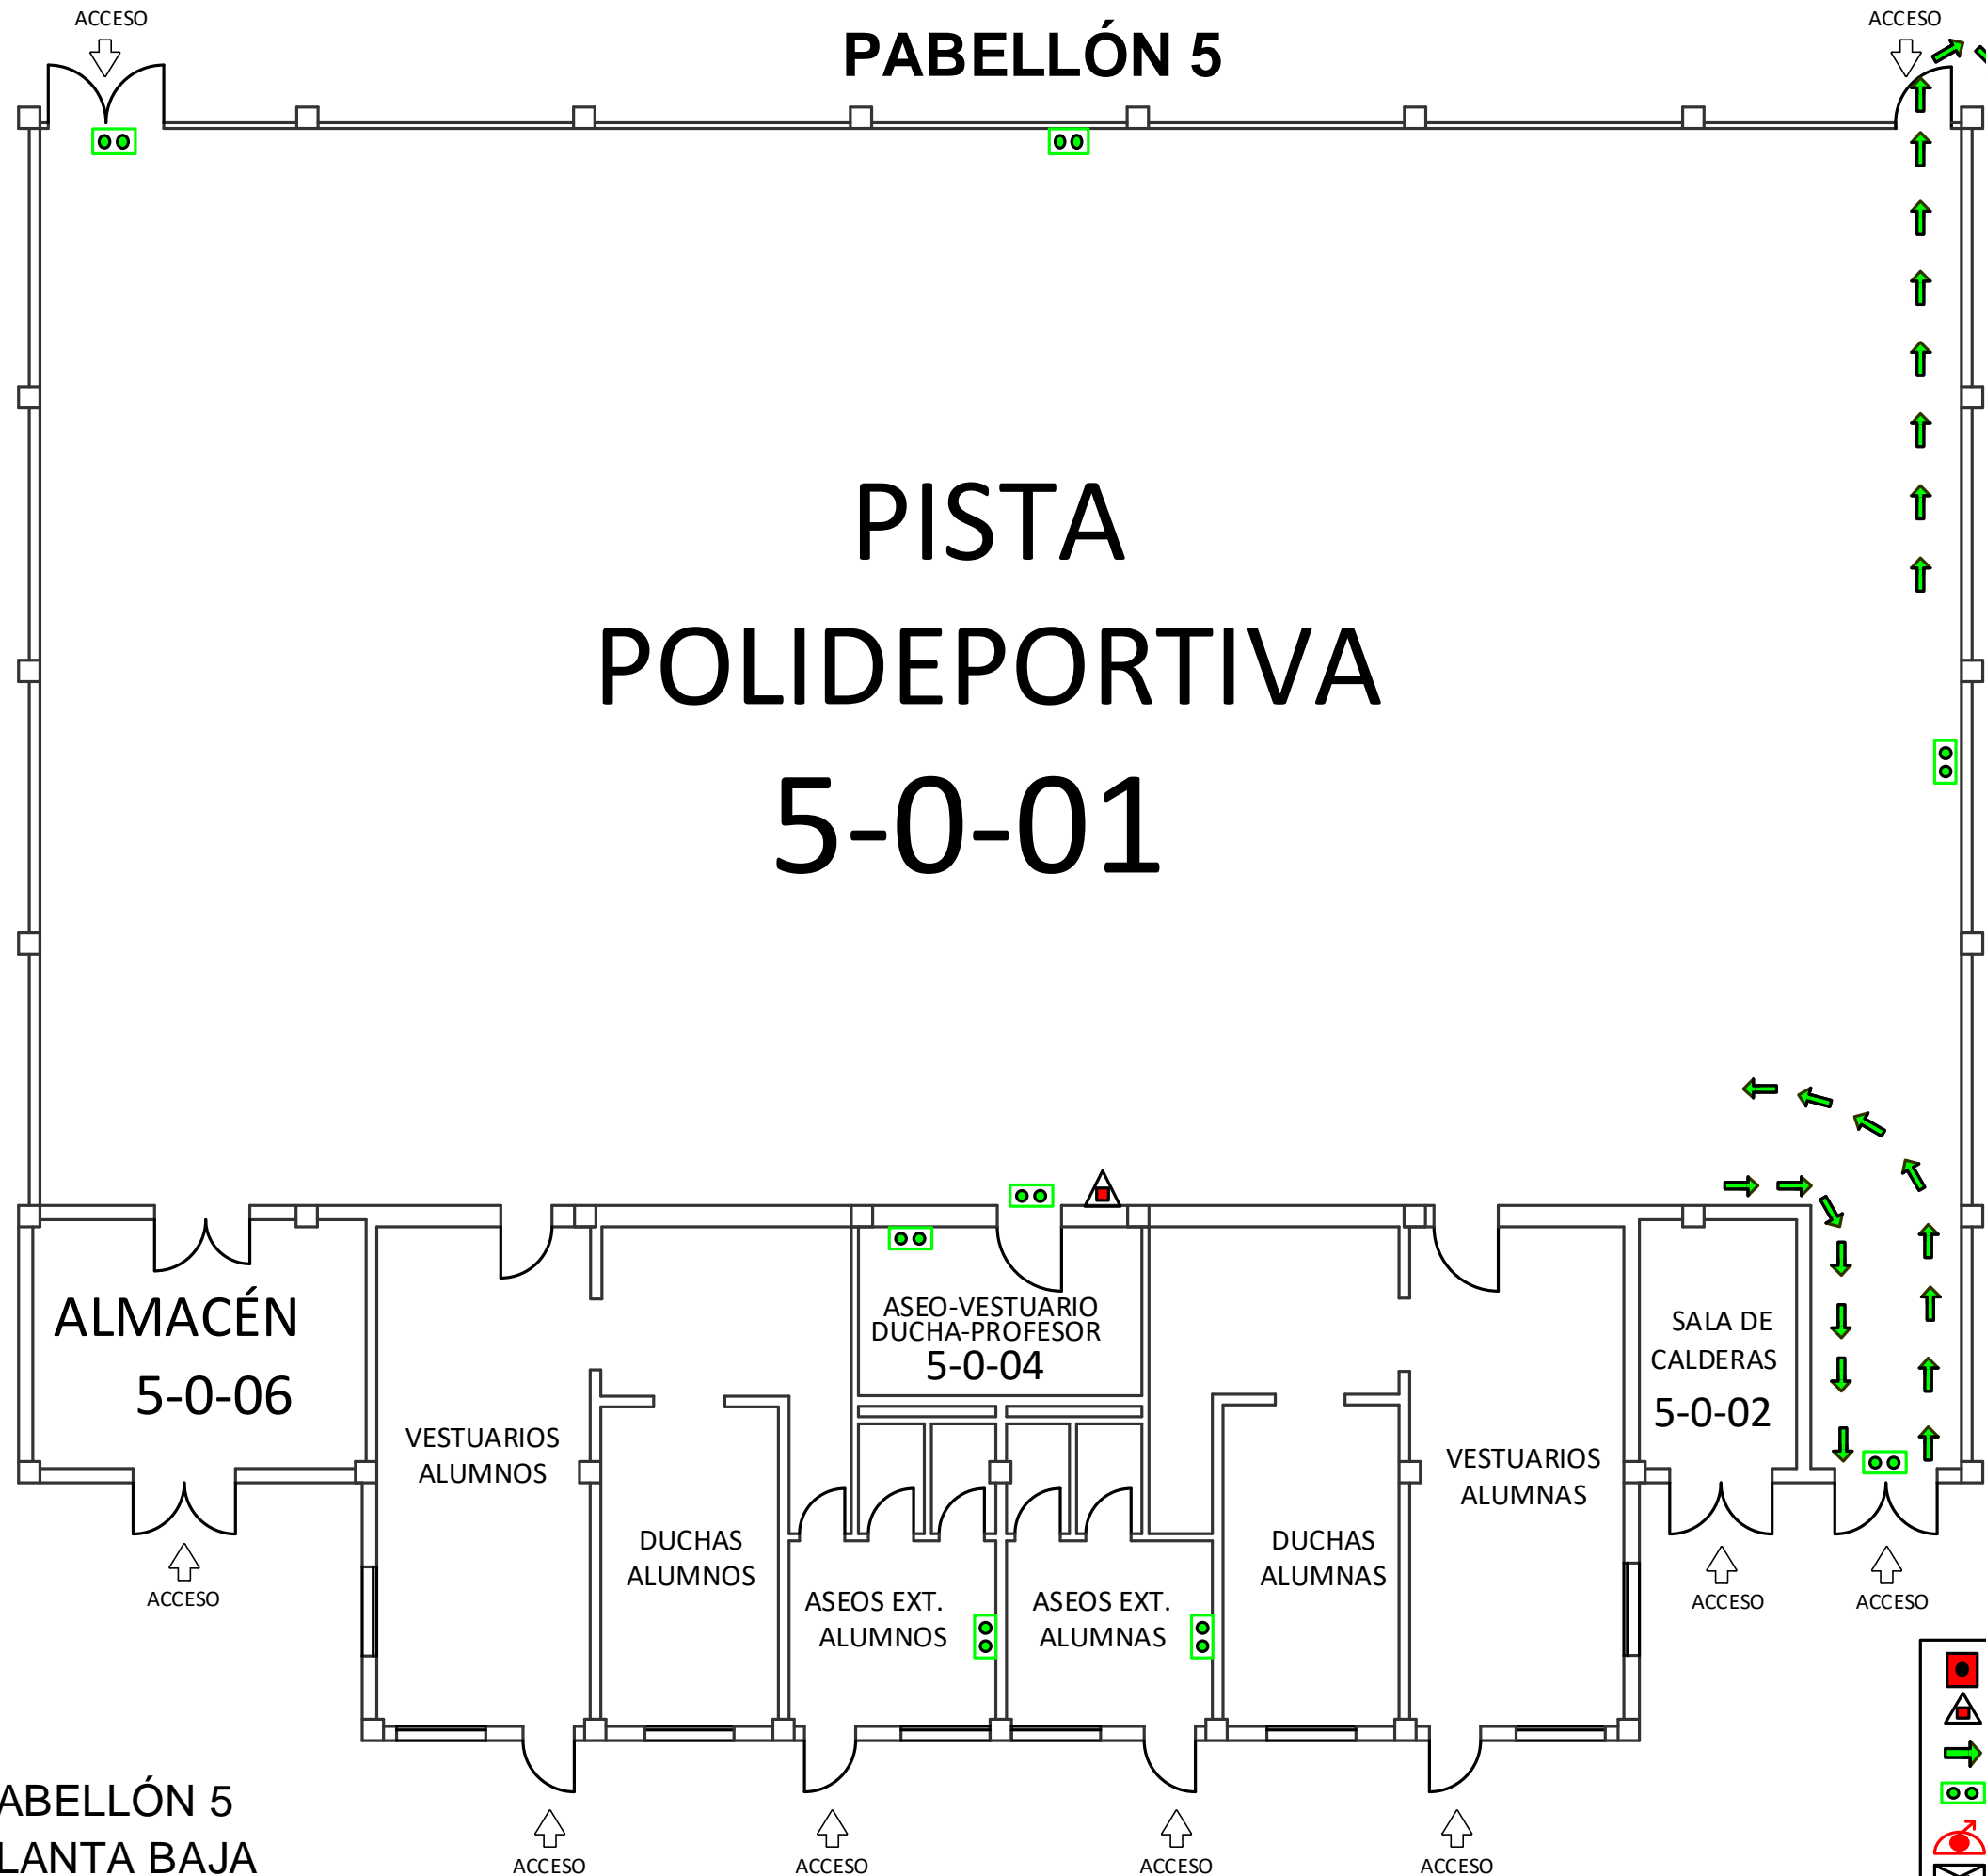 ACCESO
ACCESO
PABELLÓN 5
PISTA
POLIDEPORTIVA
5-0-01
ALMACÉN
5-0-06
ASEO-VESTUARIO
DUCHA-PROFESOR
5-0-04
SALA DE
CALDERAS
5-0-02
VESTUARIOS
ALUMNOS
VESTUARIOS
ALUMNAS
DUCHAS
ALUMNOS
DUCHAS
ALUMNAS
ASEOS EXT.
ALUMNOS
ASEOS EXT.
ALUMNAS
ACCESO
ACCESO
ACCESO
ABELLÓN 5
LANTA BAJA
ACCESO
ACCESO
ACCESO
ACCESO